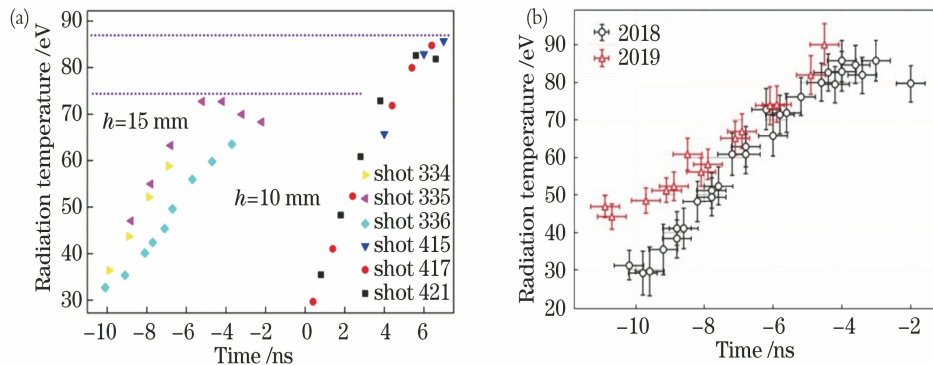 (a)
90
80
70
60
50
40
30
Radiation temperature /eV
h=15 mm
h=10 mm
shot 334
shot 335
shot 336
shot 415
shot 417
shot 421
-10 -8 -6 -4 -2 0 2 4 6
Time /ns
(b)
90
80
70
60
50
40
30
20
Radiation temperature/eV
2018
2019
-10 -8 -6 -4 -2
Time /ns